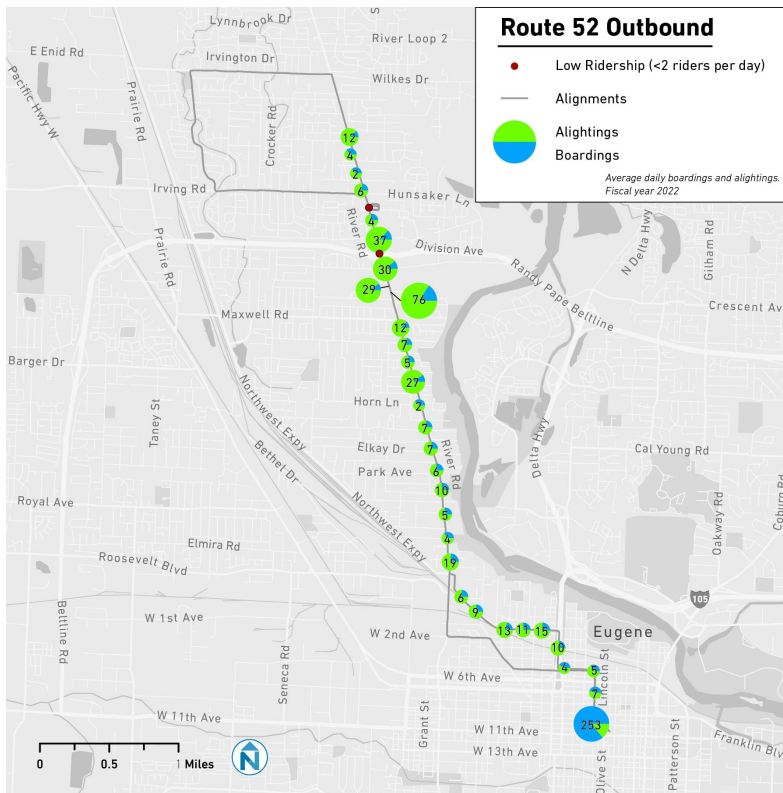 Route 52 Outbound
Low Ridership (<2 riders per day)
Alignments
Alightings
Boardings
Average daily boardings and alightings.
Fiscal year 2022
Lynnbrook Dr
S
River Loop 2
E Enid Rd
Irvington Dr
Wilkes Dr
Pacific Hwy W
Prairie Rd
Crocker Rd
12
4
2
6
Irving Rd
Hunsaker Ln
4
River Rd
37
Division Ave
N Delta Hwy
Gilham Rd
Prairie Rd
30
Randy Pape Beltline
29
76
Crescent Av
Maxwell Rd
12
7
5
Barger Dr
27
Northwest Expy
Taney St
Horn Ln
2
7
Delta Hwy
Bethel Dr
Elkay Dr
7
River Rd
Cal Young Rd
Park Ave
6
10
Royal Ave
Northwest Expy
5
Oakway Rd
Coburg Rd
Elmira Rd
4
Roosevelt Blvd
19
105
Beltline Rd
6
9
W 1st Ave
W 2nd Ave
13
11
15
Eugene
10
Seneca Rd
4
5
Lincoln St
W 6th Ave
7
W 11th Ave
Grant St
253
W 11th Ave
Patterson St
W 13th Ave
Franklin Blv
Olive St
0
0.5
1 Miles
N